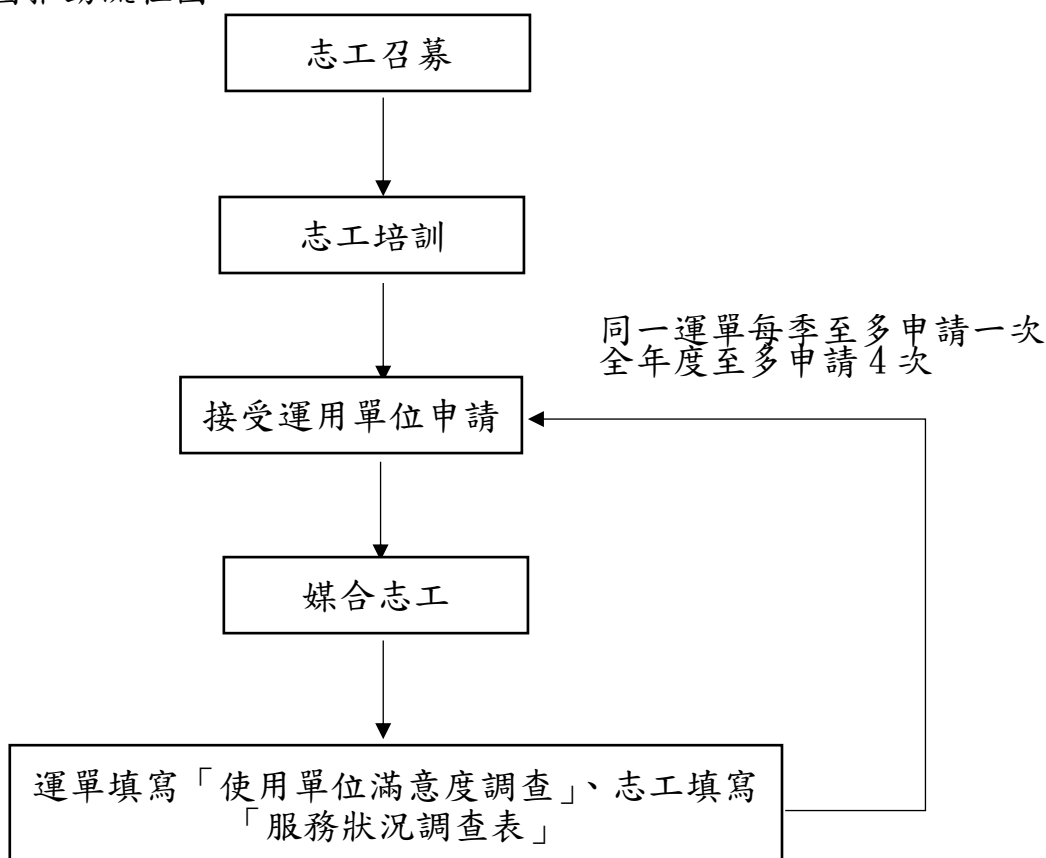 志工召募
志工培訓
同一運單每季至多申請一次
全年度至多申請4次
接受運用單位申請
媒合志工
運單填寫「使用單位滿意度調查」、志工填寫
「服務狀況調查表」